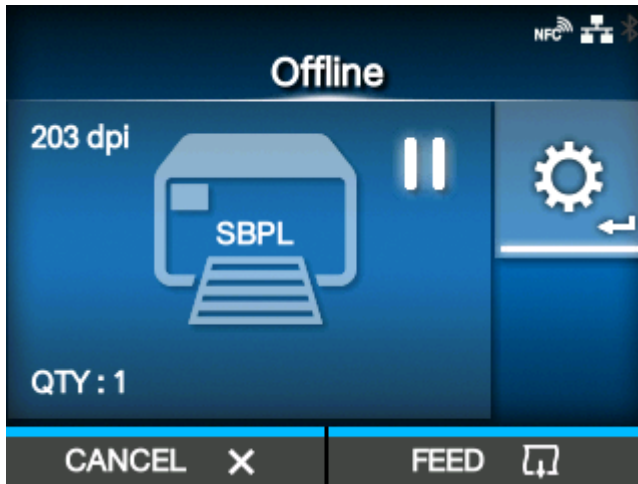 NFC
Offline
203 dpi
SBPL
QTY : 1
CANCEL
FEED